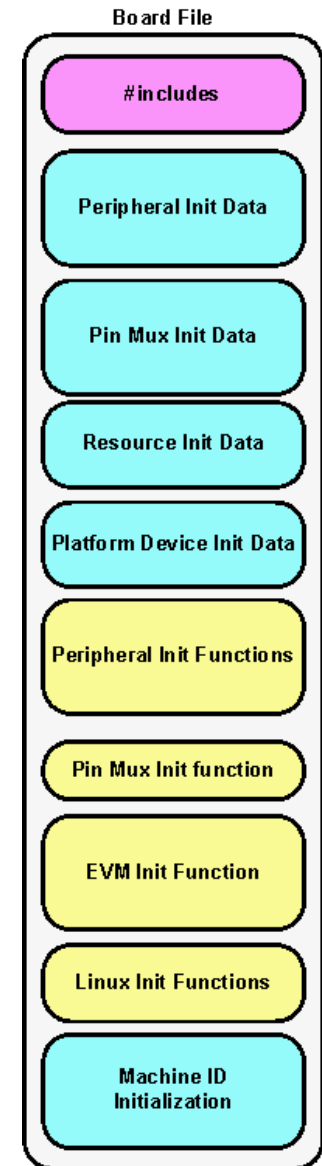 Board File
#includes
Peripheral Init Data
Pin Mux Init Data
Resource Init Data
Platform Device Init Data
Peripheral Init Functions
Pin Mux Init function
EVM Init Function
Linux Init Functions
Machine ID
Initialization